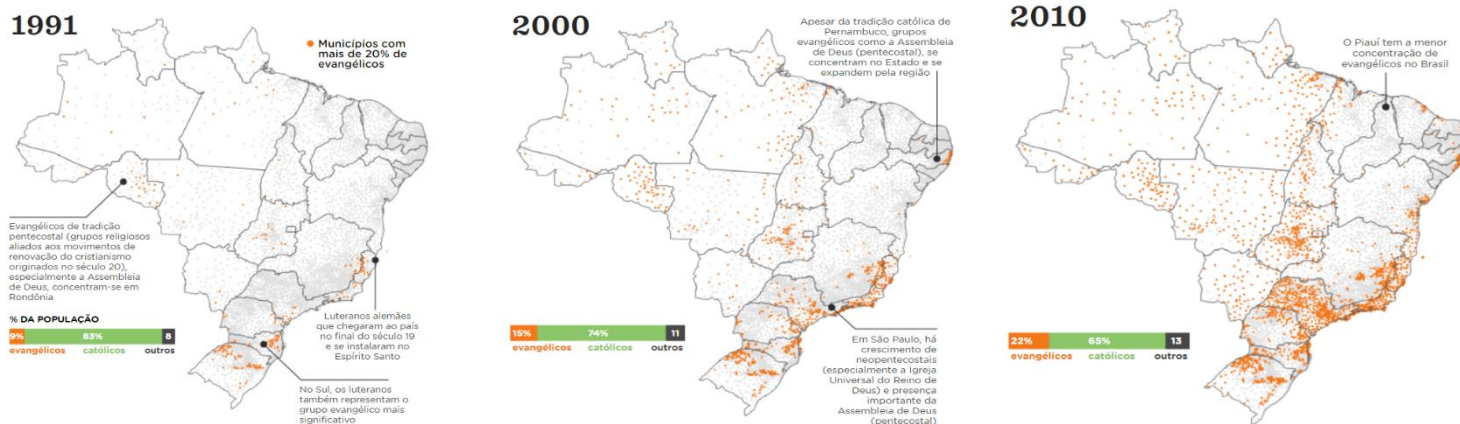 1991
Municípios com
mais de 20% de
evangélicos
Evangélicos de tradição
pentecostal (grupos religiosos
aliados aos movimentos de
renovação do cristianismo
originados no século 20),
especialmente a Assembleia
de Deus, concentram-se em
Rondônia
% DA POPULAÇÃO
9% 83% 8
evangélicos católicos outros
Luteranos alemães
que chegaram ao país
no final do século 19
e se instalaram no
Espírito Santo
No Sul, os luteranos
também representam o
grupo evangélico mais
significativo
2000
Apesar da tradição católica de
Pernambuco, grupos
evangélicos como a Assembleia
de Deus (pentecostal), se
concentram no Estado e se
expandem pela região
15% 74% 11
evangélicos católicos outros
Em São Paulo, há
crescimento de
neopentecostais
(especialmente a Igreja
Universal do Reino de
Deus) e presença
importante da
Assembleia de Deus
(pentecostal)
2010
O Piauí tem a menor
concentração de
evangélicos no Brasil
22% 65% 13
evangélicos católicos outros